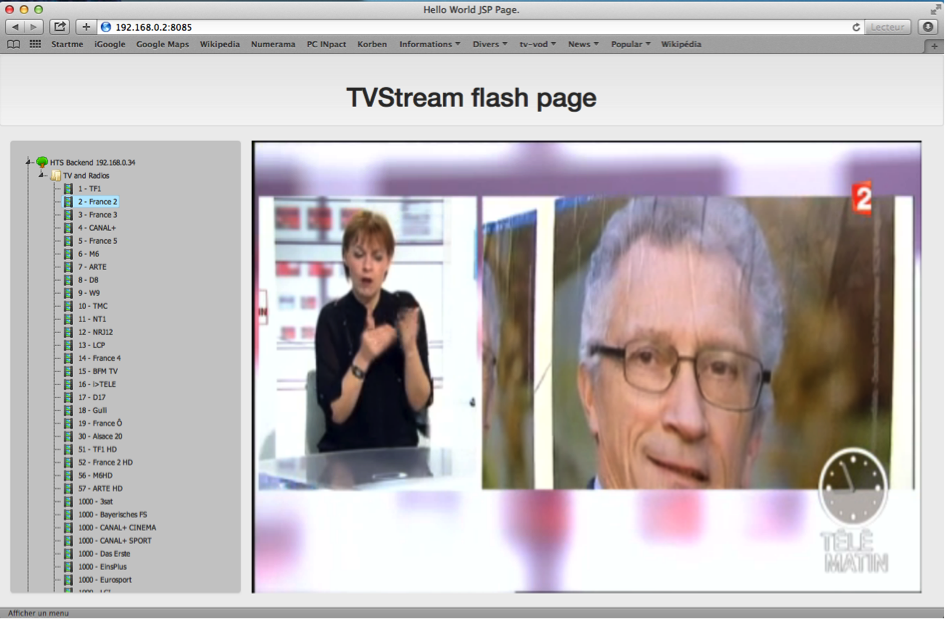 Hello World JSP Page.
192.168.0.2:8085
Lecteur
Startme iGoogle Google Maps Wikipedia Numerama PC INpact Korben Informations Divers tv-vod News Popular Wikipédia
TVStream flash page
HTS Backend 192.168.0.34
TV and Radios
1 - TF1
2 - France 2
3 - France 3
4 - CANAL+
5 - France 5
6 - M6
7 - ARTE
8 - D8
9 - W9
10 - TMC
11 - NT1
12 - NRJ12
13 - LCP
14 - France 4
15 - BFM TV
16 - i>TELE
17 - D17
18 - Gulli
19 - France Ô
30 - Alsace 20
51 - TF1 HD
52 - France 2 HD
56 - M6HD
57 - ARTE HD
1000 - 3sat
1000 - Bayerisches FS
1000 - CANAL+ CINEMA
1000 - CANAL+ SPORT
1000 - Das Erste
1000 - EinsPlus
1000 - Eurosport
2
TÉLÉ
MATIN
Afficher un menu